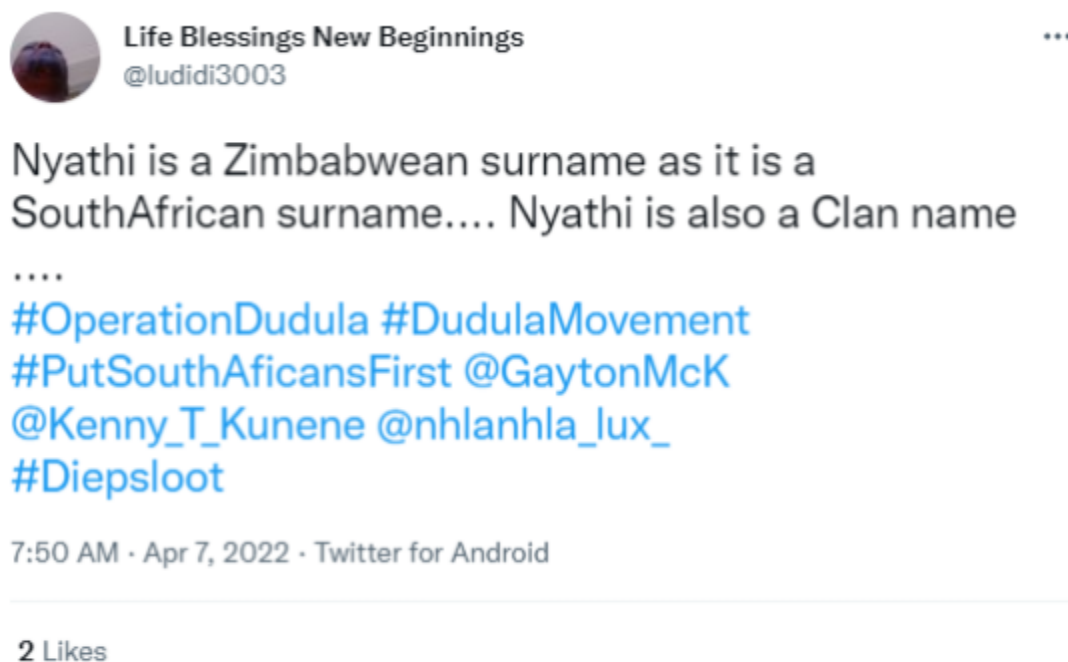 Life Blessings New Beginnings
@ludidi3003
Nyathi is a Zimbabwean surname as it is a
SouthAfrican surname.... Nyathi is also a Clan name
....
#OperationDudula #DudulaMovement
#PutSouthAficansFirst @GaytonMcK
@Kenny_T_Kunene @nhlanhla_lux_
#Diepsloot
7:50 AM · Apr 7, 2022 · Twitter for Android
2 Likes